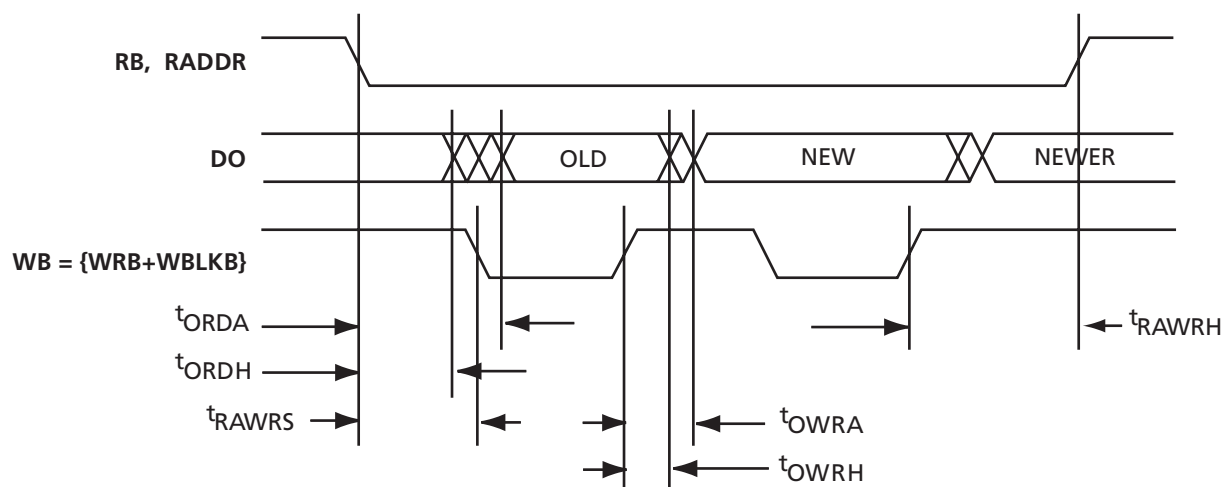 RB, RADDR
DO
OLD
NEW
NEWER
WB = {WRB+WBLKB}
tORDA
tRAWRH
tORDH
tRAWRS
tOWRA
tOWRH